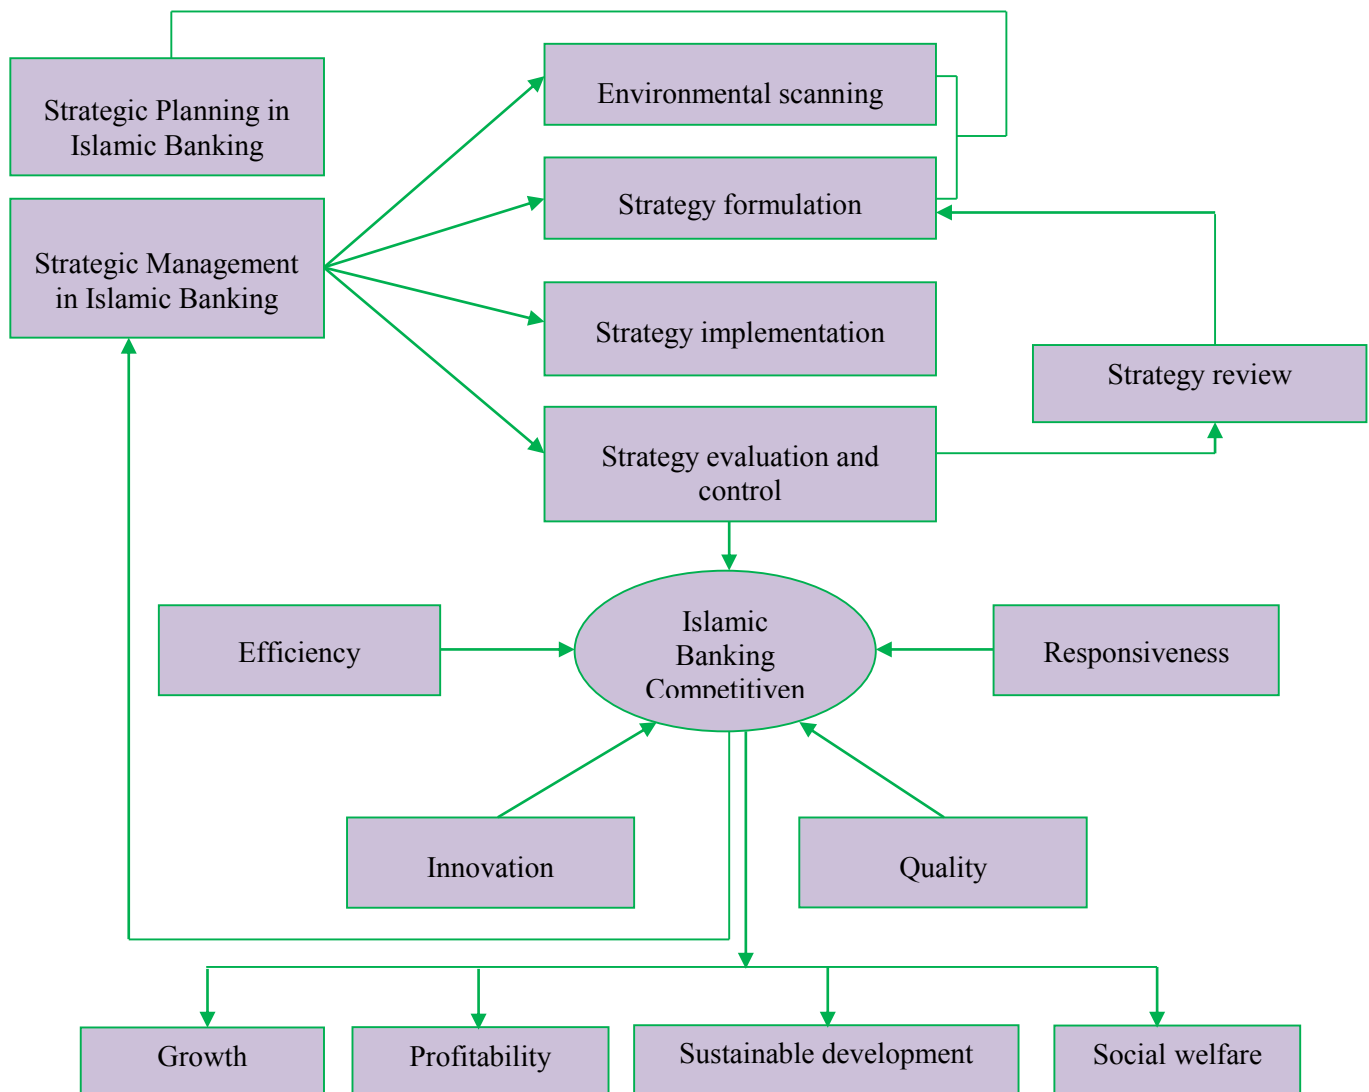 Strategic Planning in
Islamic Banking
Environmental scanning
Strategy formulation
Strategic Management
in Islamic Banking
Strategy implementation
Strategy review
Strategy evaluation and
control
Islamic
Banking
Competitiven
Efficiency
Responsiveness
Innovation
Quality
Growth
Profitability
Sustainable development
Social welfare